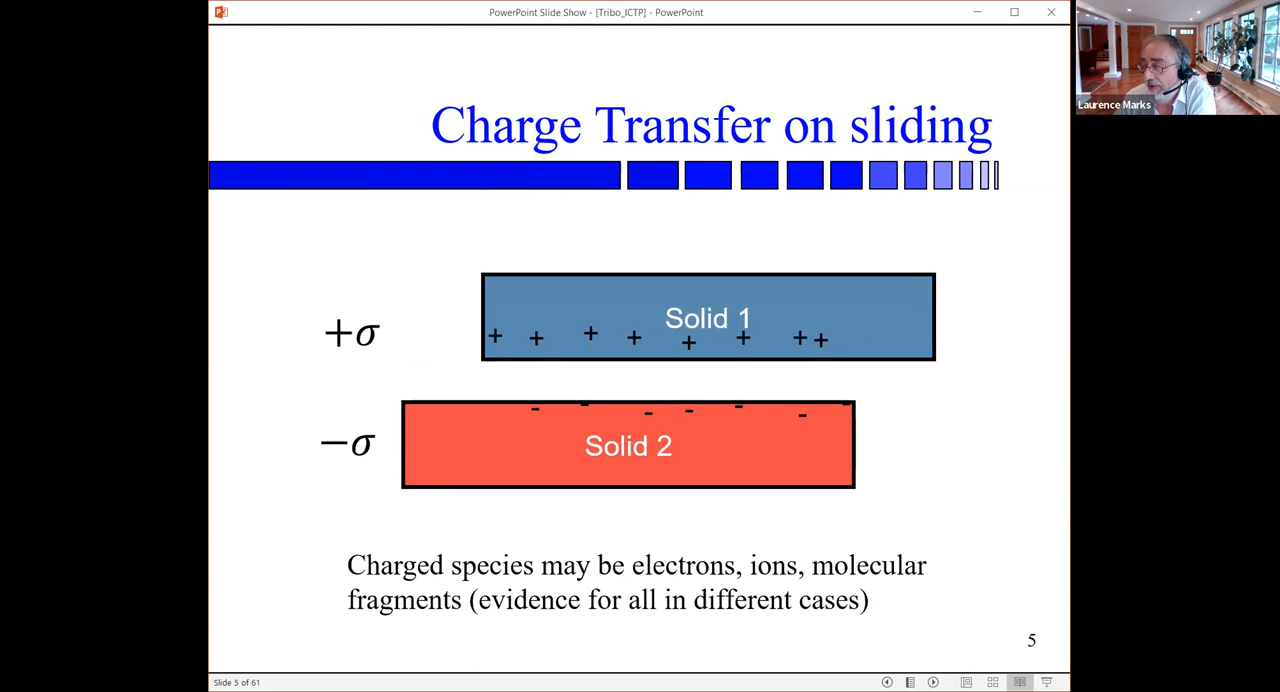 PowerPoint Slide Show - [Tribo_ICTP] - PowerPoint
Laurence Marks
Charge Transfer on sliding
+σ
Solid 1
+ + + + + + + +
- - - - - - -
−σ
Solid 2
Charged species may be electrons, ions, molecular
fragments (evidence for all in different cases)
5
Slide 5 of 61